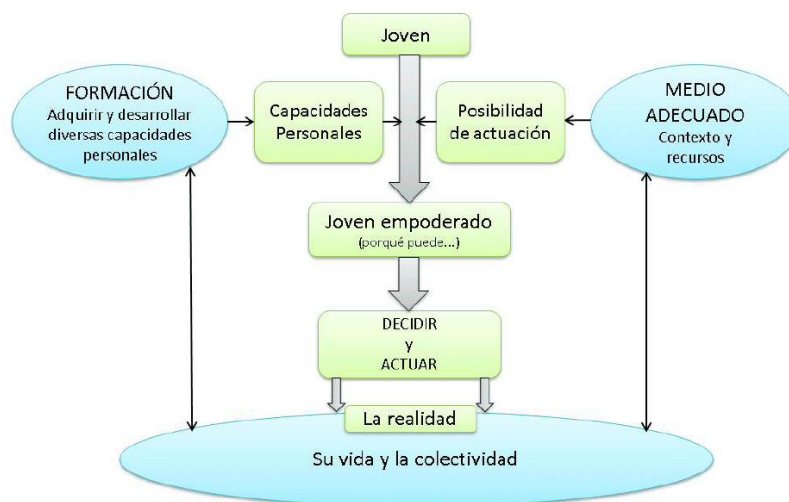 Joven
FORMACIÓN
Adquirir y desarrollar
diversas capacidades
personales
Capacidades
Personales
Posibilidad
de actuación
MEDIO
ADECUADO
Contexto y
recursos
Joven empoderado
(porqué puede...)
DECIDIR
y
ACTUAR
La realidad
Su vida y la colectividad